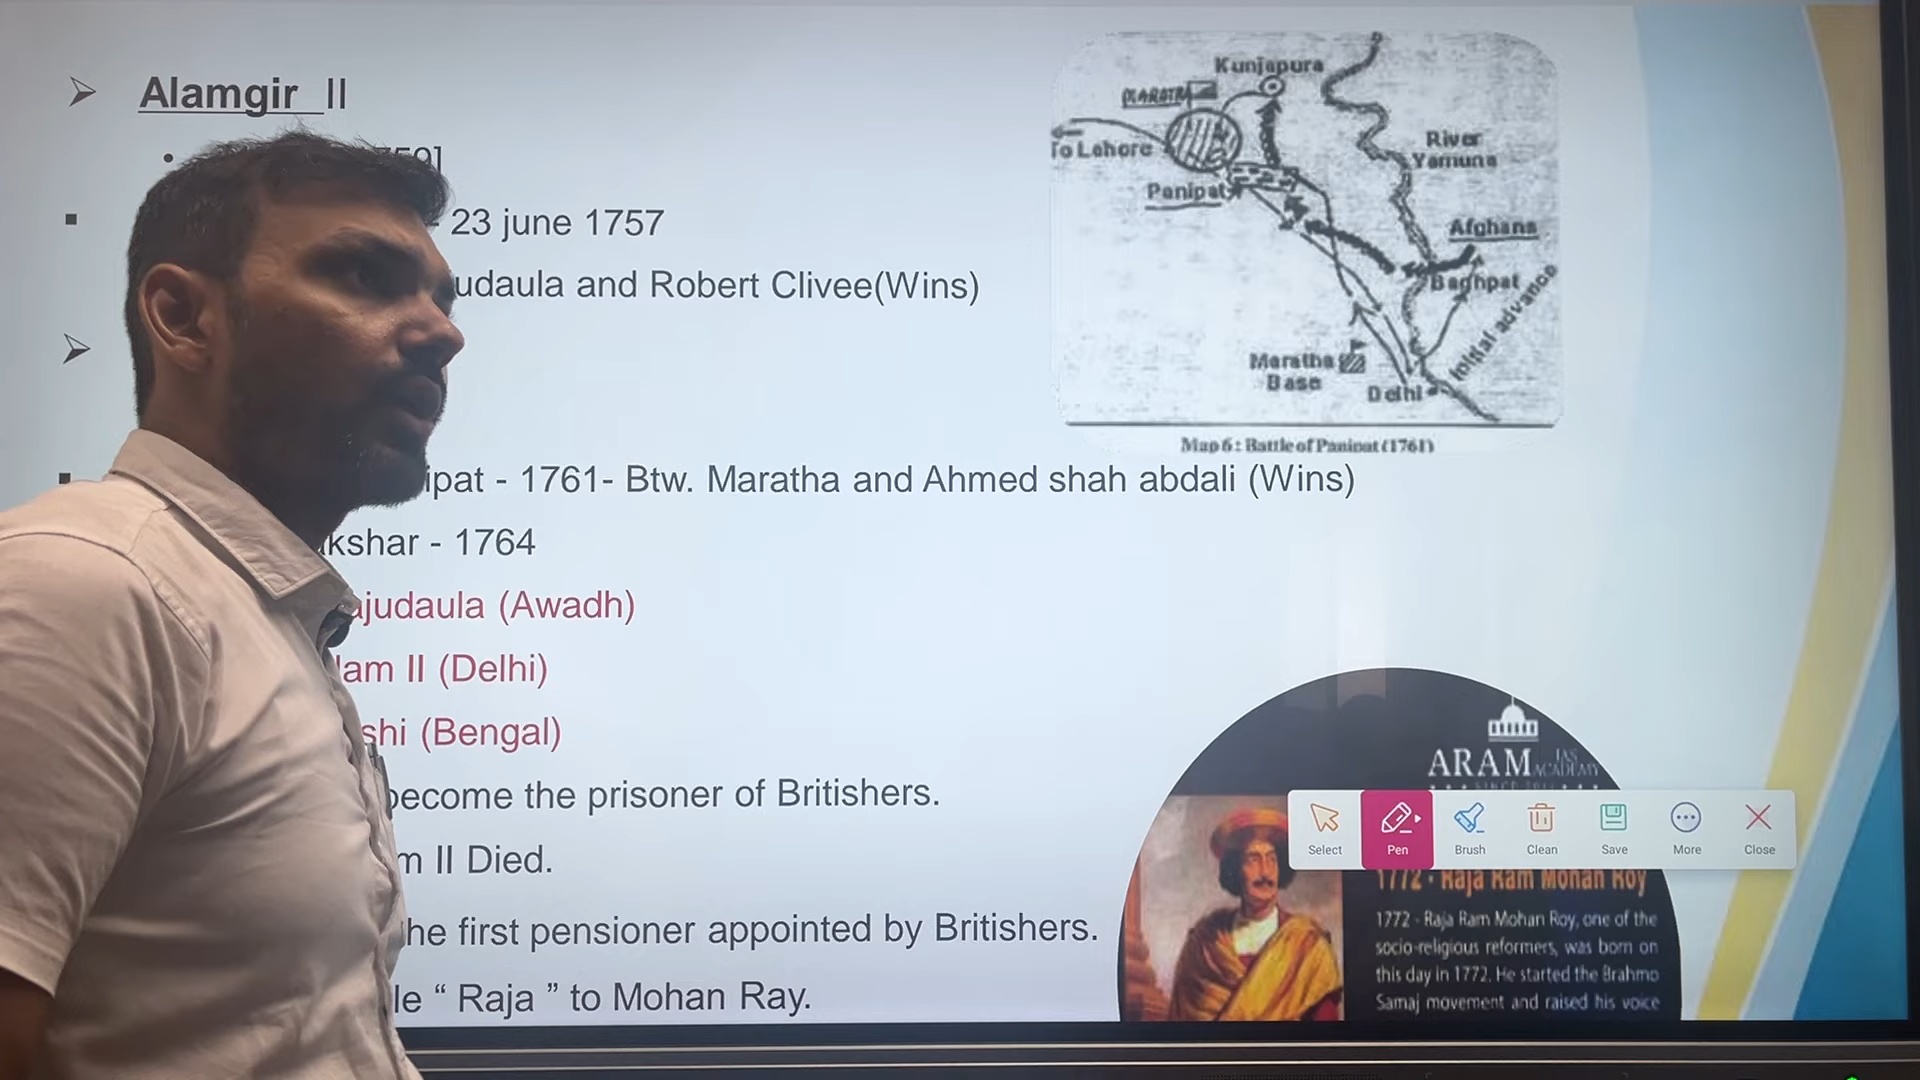 Alamgir II
759]
- 23 june 1757
udaula and Robert Clivee(Wins)
ipat - 1761- Btw. Maratha and Ahmed shah abdali (Wins)
kshar - 1764
ajudaula (Awadh)
lam II (Delhi)
shi (Bengal)
become the prisoner of Britishers.
m II Died.
he first pensioner appointed by Britishers.
le “ Raja ” to Mohan Ray.
Kunjapura
MARATHA
To Lahore
Panipat
River
Yamuna
Afghans
Baghpat
Initial advance
Maratha
Base
Delhi
Map 6 : Battle of Panipat (1761)
ARAM IAS ACADEMY
Select
Pen
Brush
Clean
Save
More
Close
1772 - Raja Ram Mohan Roy
1772 - Raja Ram Mohan Roy, one of the
socio-religious reformers, was born on
this day in 1772. He started the Brahmo
Samaj movement and raised his voice